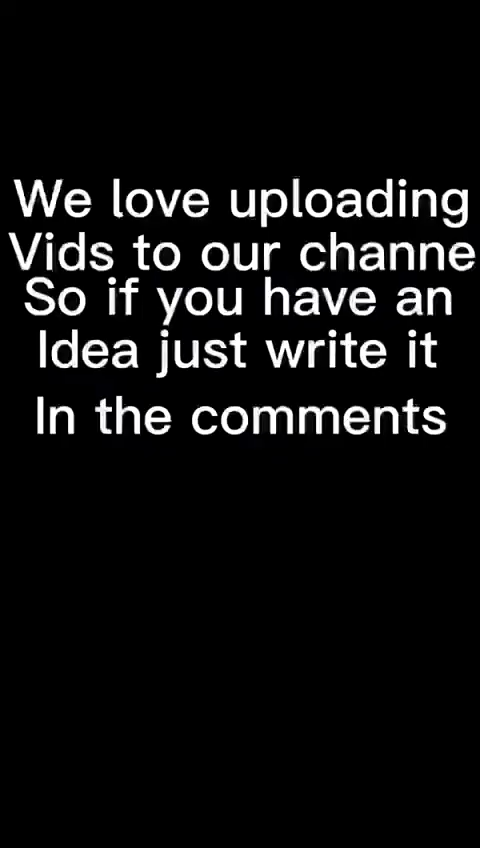 We love uploading
Vids to our channe
So if you have an
Idea just write it
In the comments